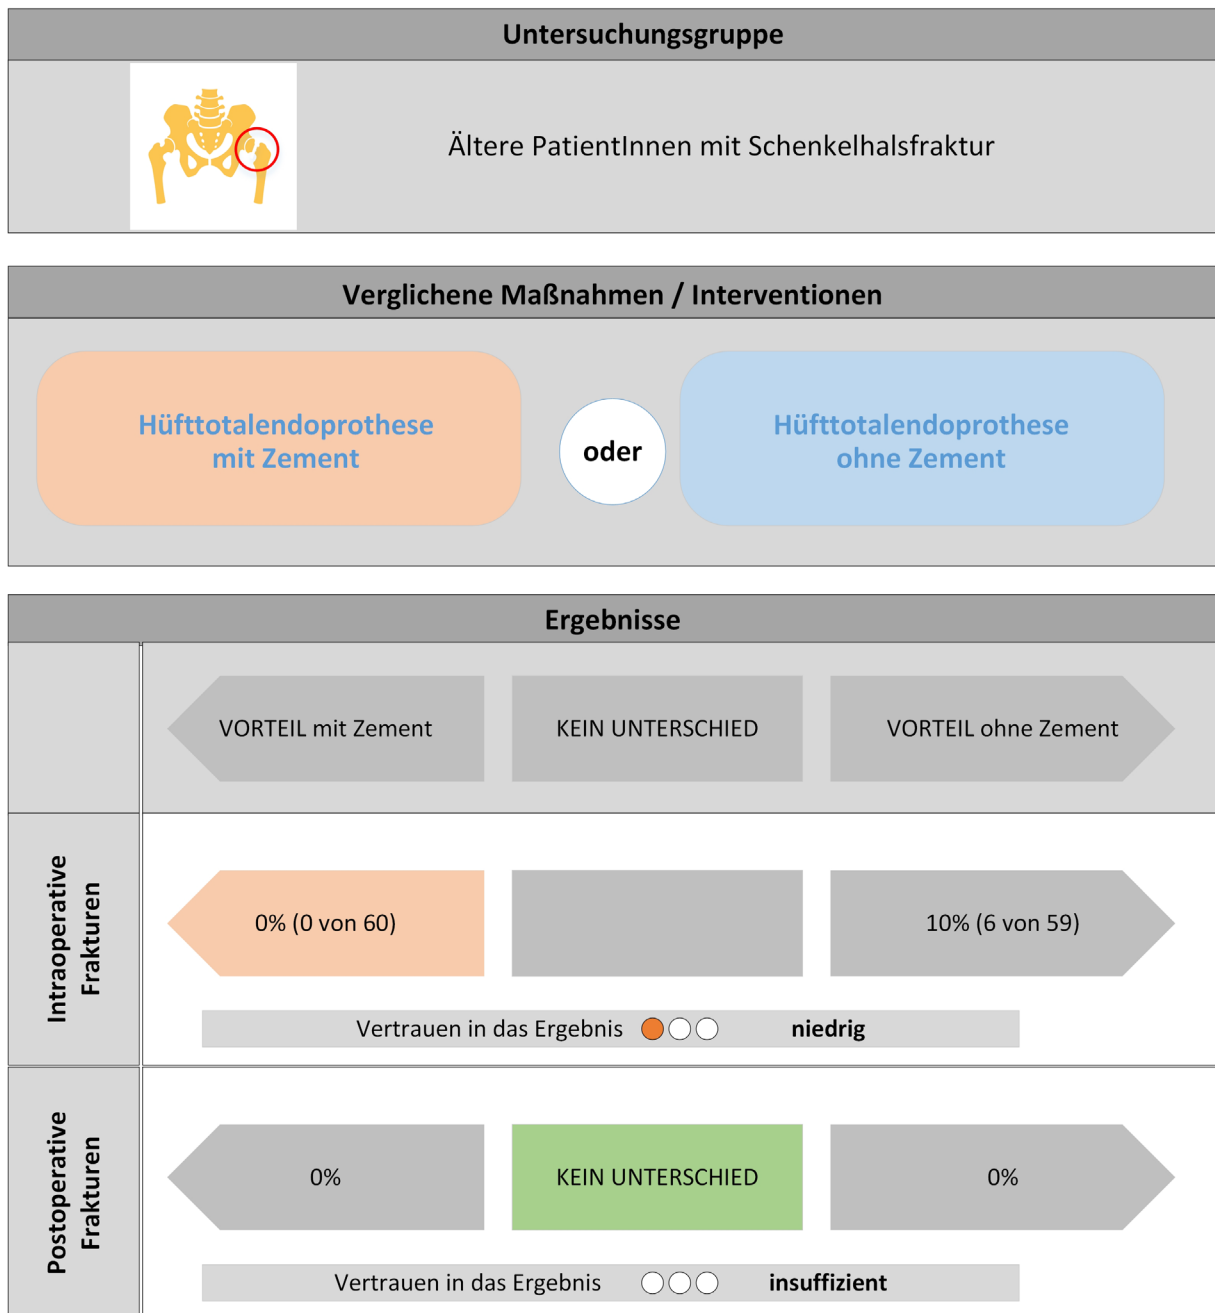 Untersuchungsgruppe
Ältere PatientInnen mit Schenkelhalsfraktur
Verglichene Maßnahmen / Interventionen
Hüfttotalendoprothese
mit Zement
oder
Hüfttotalendoprothese
ohne Zement
Ergebnisse
VORTEIL mit Zement
KEIN UNTERSCHIED
VORTEIL ohne Zement
Intraoperative
Frakturen
0% (0 von 60)
10% (6 von 59)
Vertrauen in das Ergebnis niedrig
Postoperative
Frakturen
0%
KEIN UNTERSCHIED
0%
Vertrauen in das Ergebnis insuffizient